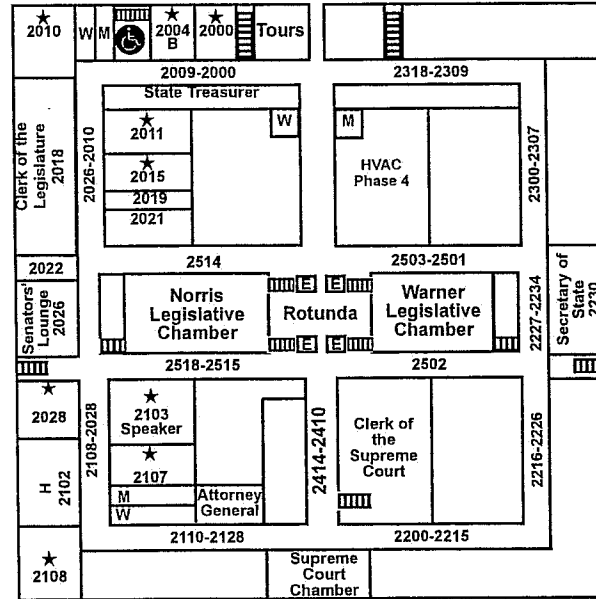 2010
W
M
2004
B
2000
Tours
2009-2000
2318-2309
State Treasurer
2011
W
M
2015
2019
2021
HVAC
Phase 4
Clerk of the
Legislature
2018
2026-2010
2300-2307
2022
2514
2503-2501
Senators'
Lounge
2026
Norris
Legislative
Chamber
E
E
Rotunda
E
E
Warner
Legislative
Chamber
2227-2234
Secretary of
State
2230
2518-2515
2502
2028
2103
Speaker
2107
M
W
Attorney
General
2108-2028
2414-2410
Clerk of
the
Supreme
Court
2216-2226
H
2102
2110-2128
2200-2215
2108
Supreme
Court
Chamber